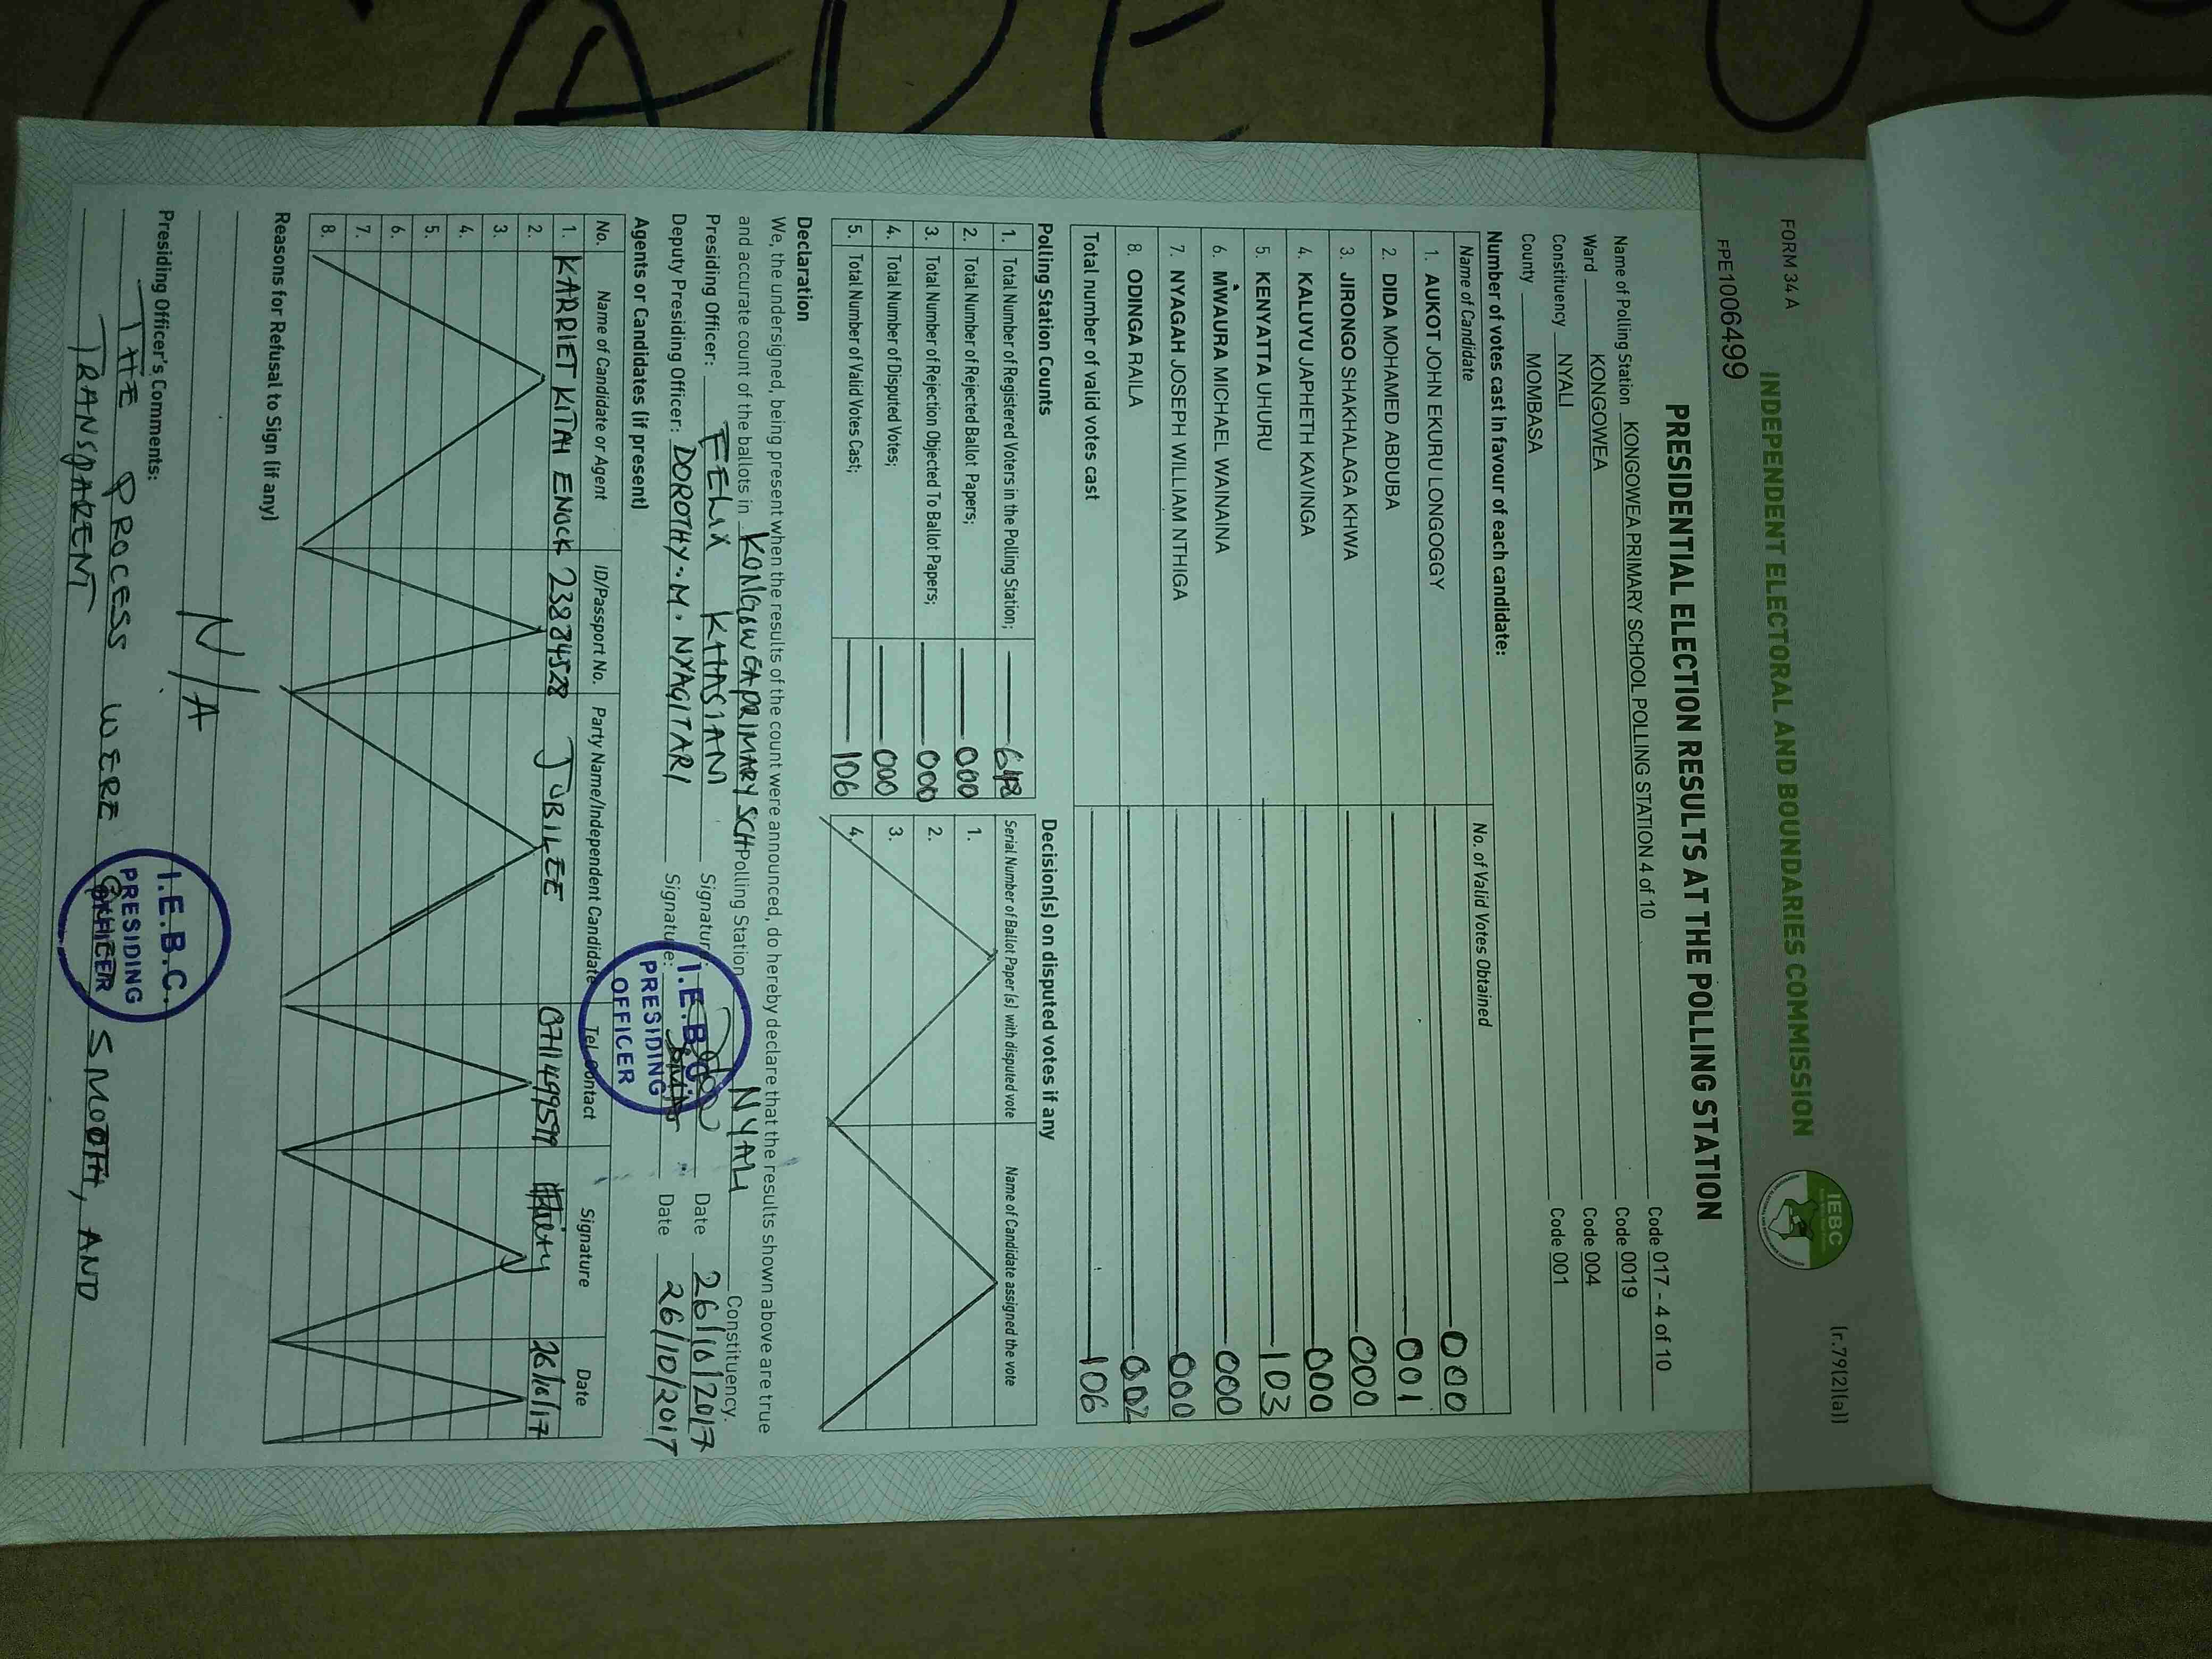 FORM 34 A
(r.79(2)(a))
INDEPENDENT ELECTORAL AND BOUNDARIES COMMISSION
IEBC
FPE1006499
PRESIDENTIAL ELECTION RESULTS AT THE POLLING STATION
Name of Polling Station KONGOWEA PRIMARY SCHOOL POLLING STATION 4 of 10 Code 017 - 4 of 10
Ward KONGOWEA Code 0019
Constituency NYALI Code 004
County MOMBASA Code 001
Number of votes cast in favour of each candidate:
Name of Candidate No. of Valid Votes Obtained
1. AUKOT JOHN EKURU LONGOGGY 000
2. DIDA MOHAMED ABDUBA 001
3. JIRONGO SHAKHALAGA KHWA 000
4. KALUYU JAPHETH KAVINGA 000
5. KENYATTA UHURU 103
6. MWAURA MICHAEL WAINAINA 000
7. NYAGAH JOSEPH WILLIAM NTHIGA 000
8. ODINGA RAILA 002
Total number of valid votes cast 106
Polling Station Counts
1. Total Number of Registered Voters in the Polling Station;
2. Total Number of Rejected Ballot Papers; 000
3. Total Number of Rejection Objected To Ballot Papers; 000
4. Total Number of Disputed Votes; 000
5. Total Number of Valid Votes Cast; 106
Decision(s) on disputed votes if any
Serial Number of Ballot Paper (s) with disputed vote Name of Candidate assigned the vote
1.
2.
3.
4.
Declaration
We, the undersigned, being present when the results of the count were announced, do hereby declare that the results shown above are true
and accurate count of the ballots in KONGOWEA PRIMARY SCH Polling Station NYALI Constituency.
Presiding Officer: FELIX KHASIANI Signature: Date 26/10/2017
Deputy Presiding Officer: DOROTHY. M. NYAGITARI Signature: Date 26/10/2017
I.E.B.C.
PRESIDING
OFFICER
Agents or Candidates (if present)
No. Name of Candidate or Agent ID/Passport No. Party Name/Independent Candidate Tel. contact Signature Date
1. KARRIET KITAH ENOCK 23884528 JUBILEE 0711499599 26/10/17
2.
3.
4.
5.
6.
7.
8.
Reasons for Refusal to Sign (if any)
N/A
Presiding Officer's Comments:
THE PROCESS WERE SMOOTH, AND
TRANSPARENT
I.E.B.C.
PRESIDING
OFFICER